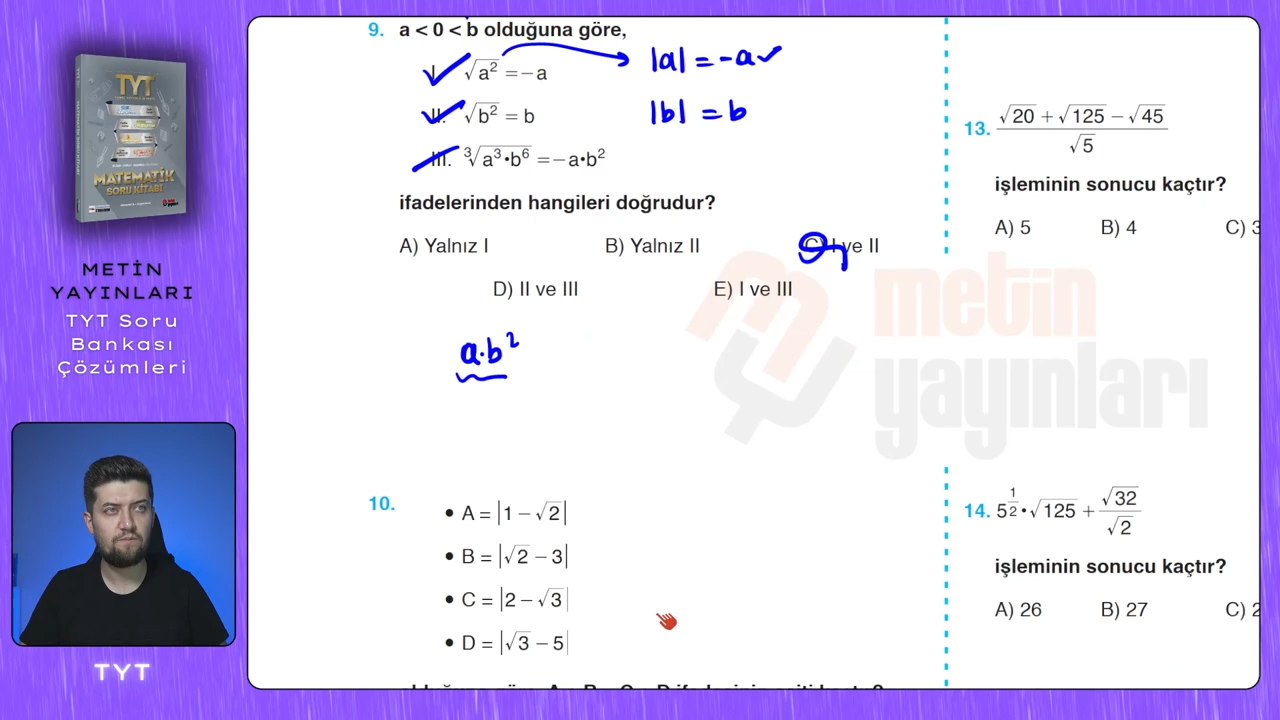 TYT
MATEMATİK
SORU KİTABI
METİN
YAYINLARI
TYT Soru
Bankası
Çözümleri
TYT
9. a < 0 < b olduğuna göre,
I. √a² = −a
|a| = −a ✓
II. √b² = b
|b| = b
III. ³√a³•b⁶ = −a•b²
ifadelerinden hangileri doğrudur?
A) Yalnız I B) Yalnız II C) I ve II
D) II ve III E) I ve III
a·b²
10.
• A = |1 − √2|
• B = |√2 − 3|
• C = |2 − √3|
• D = |√3 − 5|
13. (√20 + √125 − √45) / √5
işleminin sonucu kaçtır?
A) 5 B) 4 C) 3
14. 5^(1/2) • √125 + √32 / √2
işleminin sonucu kaçtır?
A) 26 B) 27 C) 2
metin
yayınları